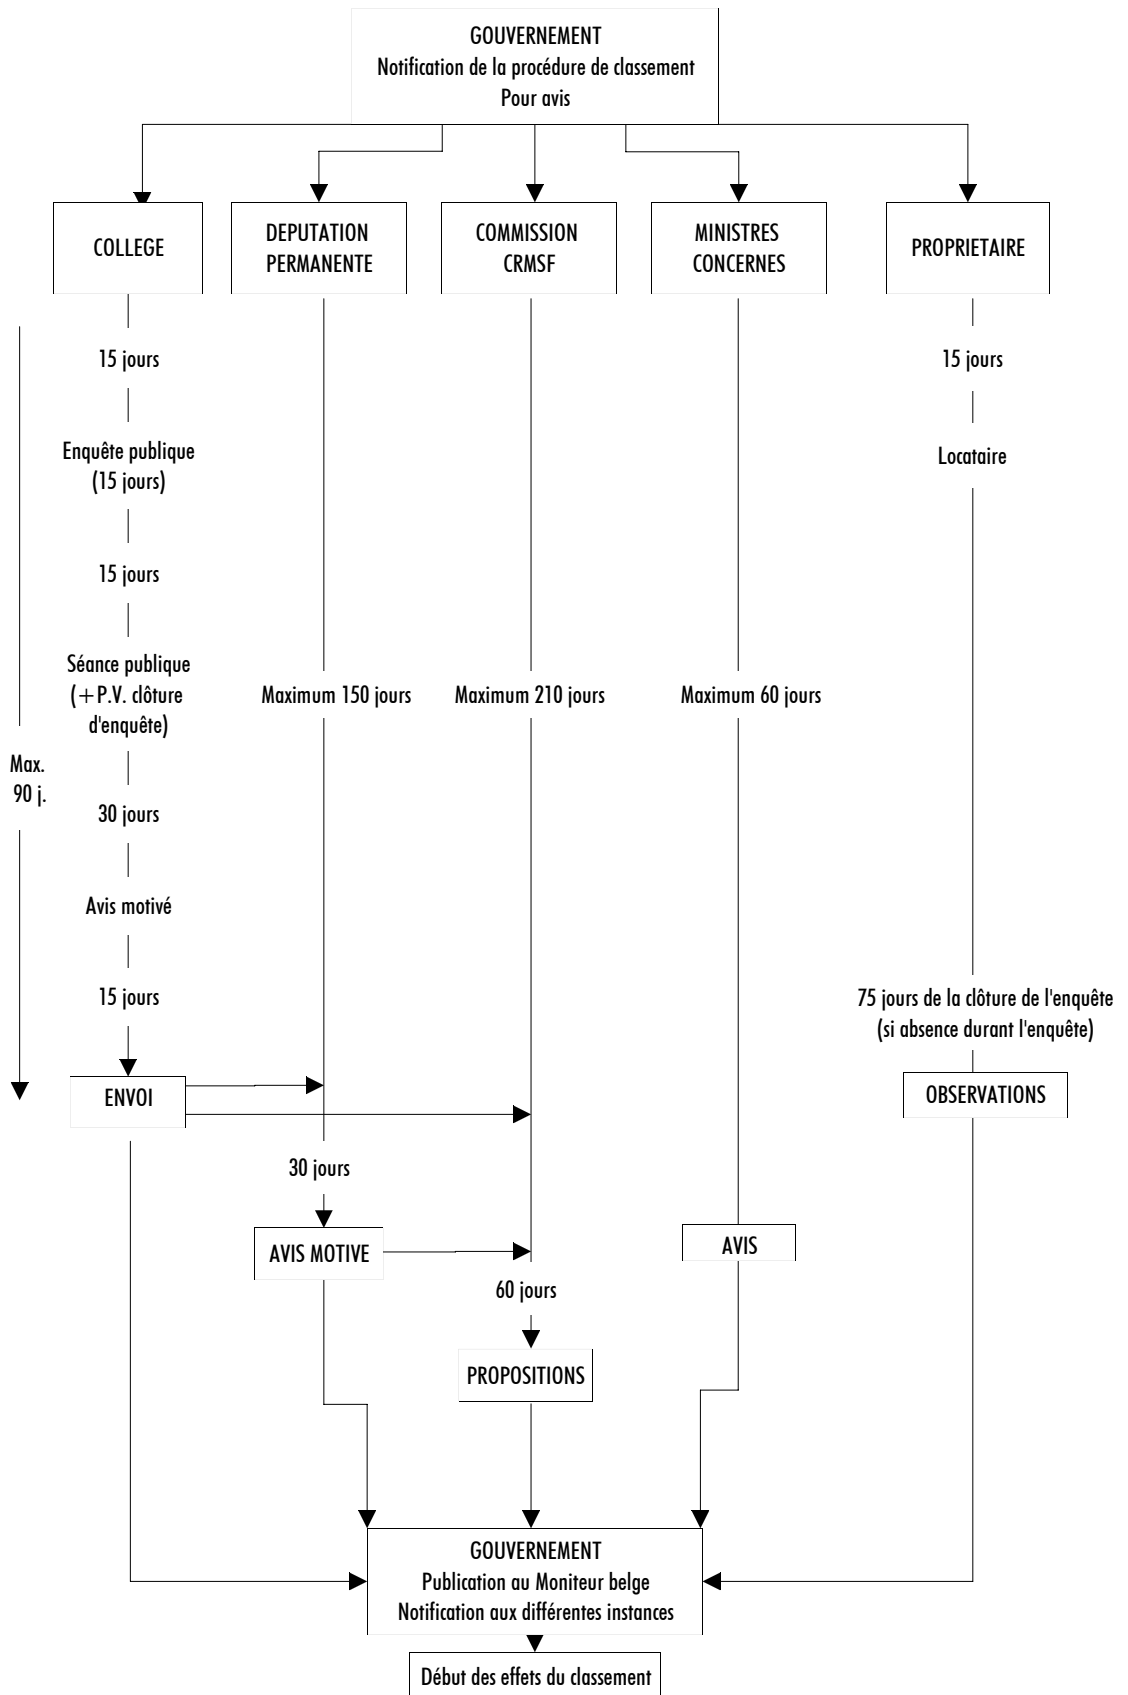 GOUVERNEMENT
Notification de la procédure de classement
Pour avis
COLLEGE
DEPUTATION
PERMANENTE
COMMISSION
CRMSF
MINISTRES
CONCERNES
PROPRIETAIRE
15 jours
15 jours
Enquête publique
(15 jours)
Locataire
15 jours
Séance publique
(+P.V. clôture
d'enquête)
Maximum 150 jours
Maximum 210 jours
Maximum 60 jours
Max.
90 j.
30 jours
Avis motivé
15 jours
75 jours de la clôture de l'enquête
(si absence durant l'enquête)
ENVOI
OBSERVATIONS
30 jours
AVIS MOTIVE
AVIS
60 jours
PROPOSITIONS
GOUVERNEMENT
Publication au Moniteur belge
Notification aux différentes instances
Début des effets du classement